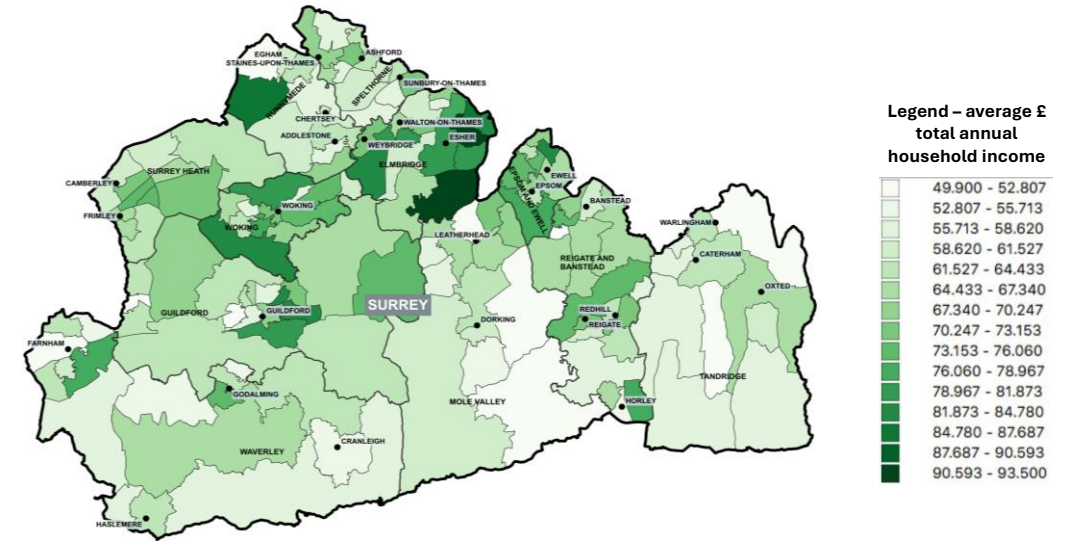 EGHAM
STAINES-UPON-THAMES
ASHFORD
SUNBURY-ON-THAMES
RUNNYMEDE
SPELTHORNE
CHERTSEY
WALTON-ON-THAMES
ADDLESTONE
WEYBRIDGE
ESHER
ELMBRIDGE
SURREY HEATH
CAMBERLEY
FRIMLEY
EPSOM AND EWELL
EWELL
EPSOM
BANSTEAD
WOKING
WOKING
LEATHERHEAD
WARLINGHAM
CATERHAM
REIGATE AND
BANSTEAD
OXTED
SURREY
GUILDFORD
GUILDFORD
REDHILL
REIGATE
DORKING
FARNHAM
TANDRIDGE
GODALMING
MOLE VALLEY
HORLEY
CRANLEIGH
WAVERLEY
HASLEMERE
Legend – average £
total annual
household income
49.900 - 52.807
52.807 - 55.713
55.713 - 58.620
58.620 - 61.527
61.527 - 64.433
64.433 - 67.340
67.340 - 70.247
70.247 - 73.153
73.153 - 76.060
76.060 - 78.967
78.967 - 81.873
81.873 - 84.780
84.780 - 87.687
87.687 - 90.593
90.593 - 93.500